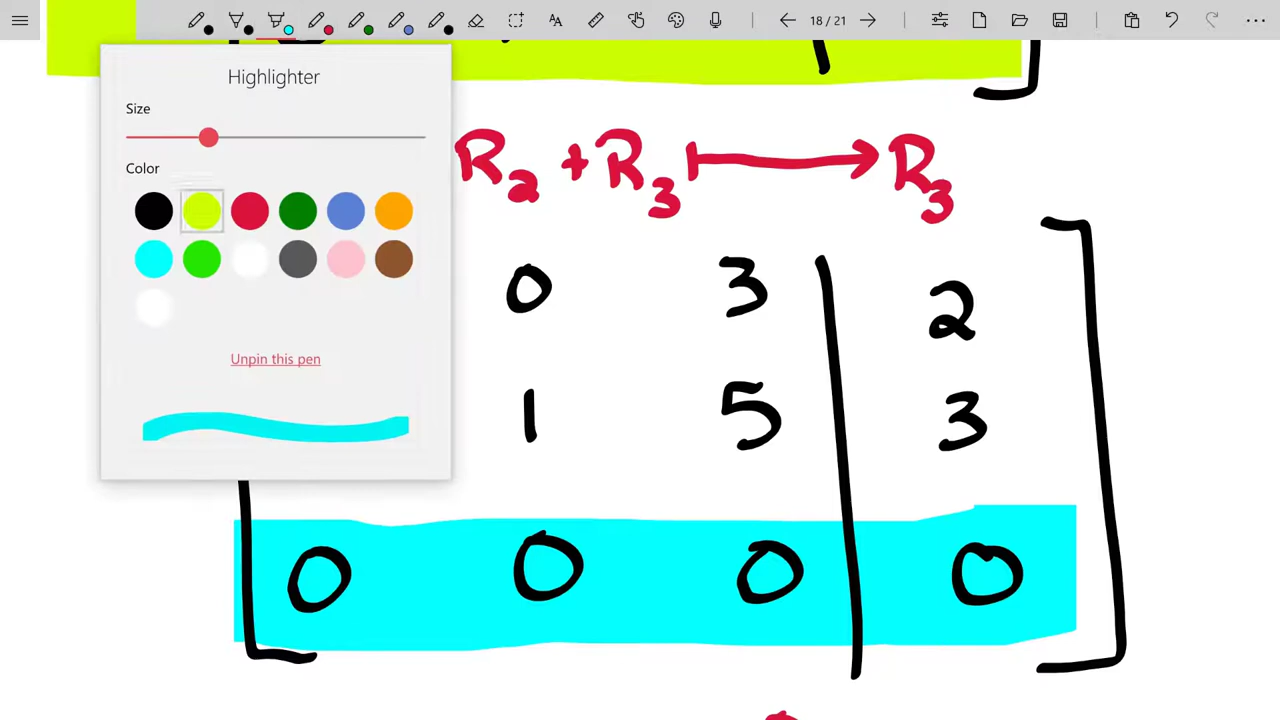 18 / 21
Highlighter
Size
Color
Unpin this pen
R2 + R3 ↦ R3
0 3 2
1 5 3
0 0 0 0